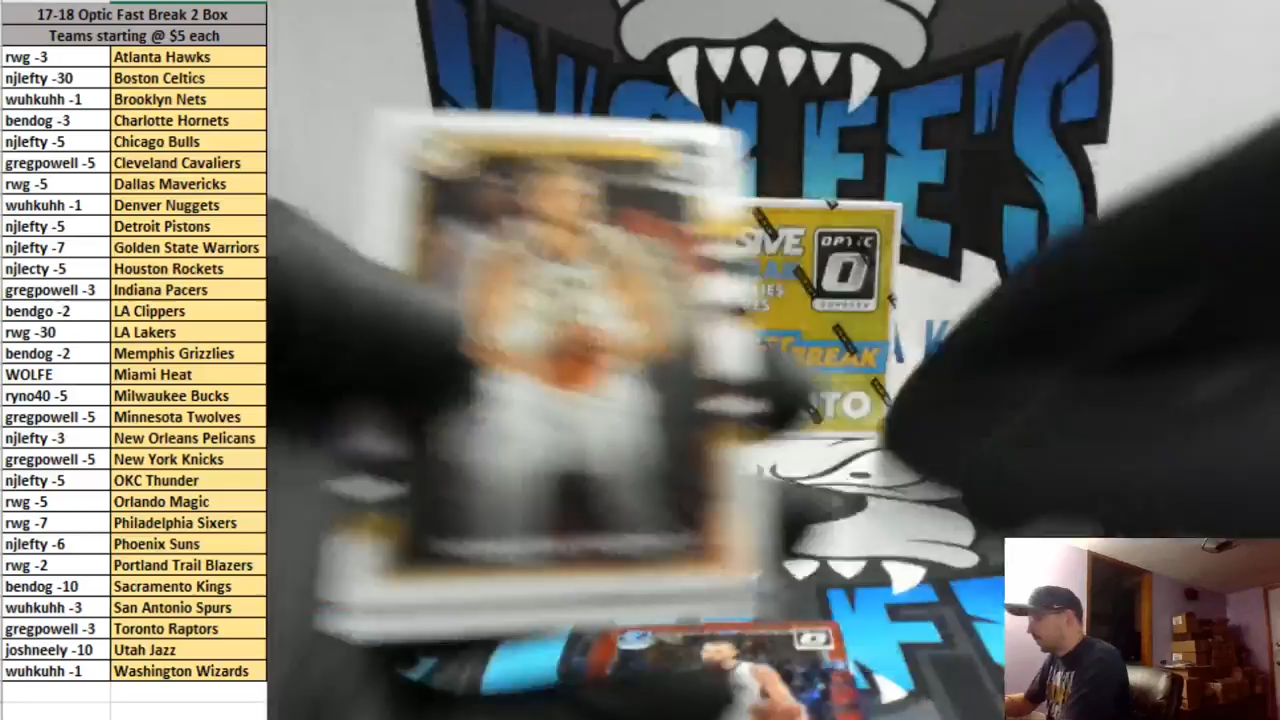 17-18 Optic Fast Break 2 Box
Teams starting @ $5 each
rwg -3 Atlanta Hawks
njlefty -30 Boston Celtics
wuhkuhh -1 Brooklyn Nets
bendog -3 Charlotte Hornets
njlefty -5 Chicago Bulls
gregpowell -5 Cleveland Cavaliers
rwg -5 Dallas Mavericks
wuhkuhh -1 Denver Nuggets
njlefty -5 Detroit Pistons
njlefty -7 Golden State Warriors
njlecty -5 Houston Rockets
gregpowell -3 Indiana Pacers
bendgo -2 LA Clippers
rwg -30 LA Lakers
bendog -2 Memphis Grizzlies
WOLFE Miami Heat
ryno40 -5 Milwaukee Bucks
gregpowell -5 Minnesota Twolves
njlefty -3 New Orleans Pelicans
gregpowell -5 New York Knicks
njlefty -5 OKC Thunder
rwg -5 Orlando Magic
rwg -7 Philadelphia Sixers
njlefty -6 Phoenix Suns
rwg -2 Portland Trail Blazers
bendog -10 Sacramento Kings
wuhkuhh -3 San Antonio Spurs
gregpowell -3 Toronto Raptors
joshneely -10 Utah Jazz
wuhkuhh -1 Washington Wizards
WOLFE'S
SIVE
OPTIC
BREAK